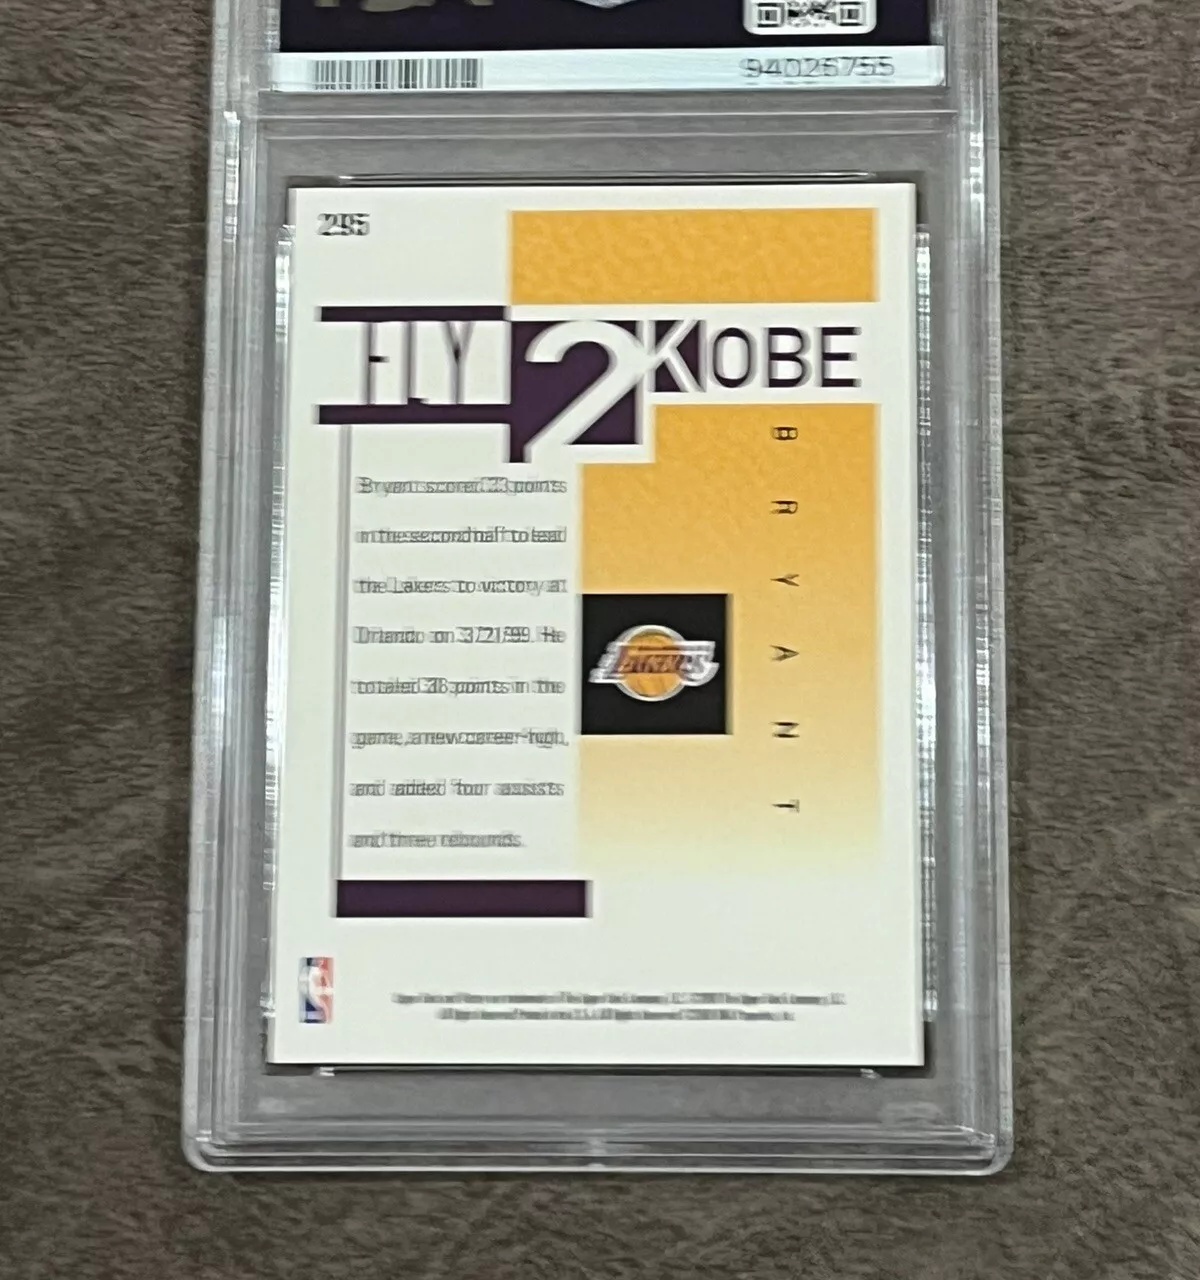 94026755
295
FLY 2 KOBE
BRYANT
Bryant scored 33 points
in the second half to lead
the Lakers to victory at
Orlando on 3/21/99. He
totaled 38 points in the
game, a new career-high,
and added four assists
and three rebounds.
LAKERS